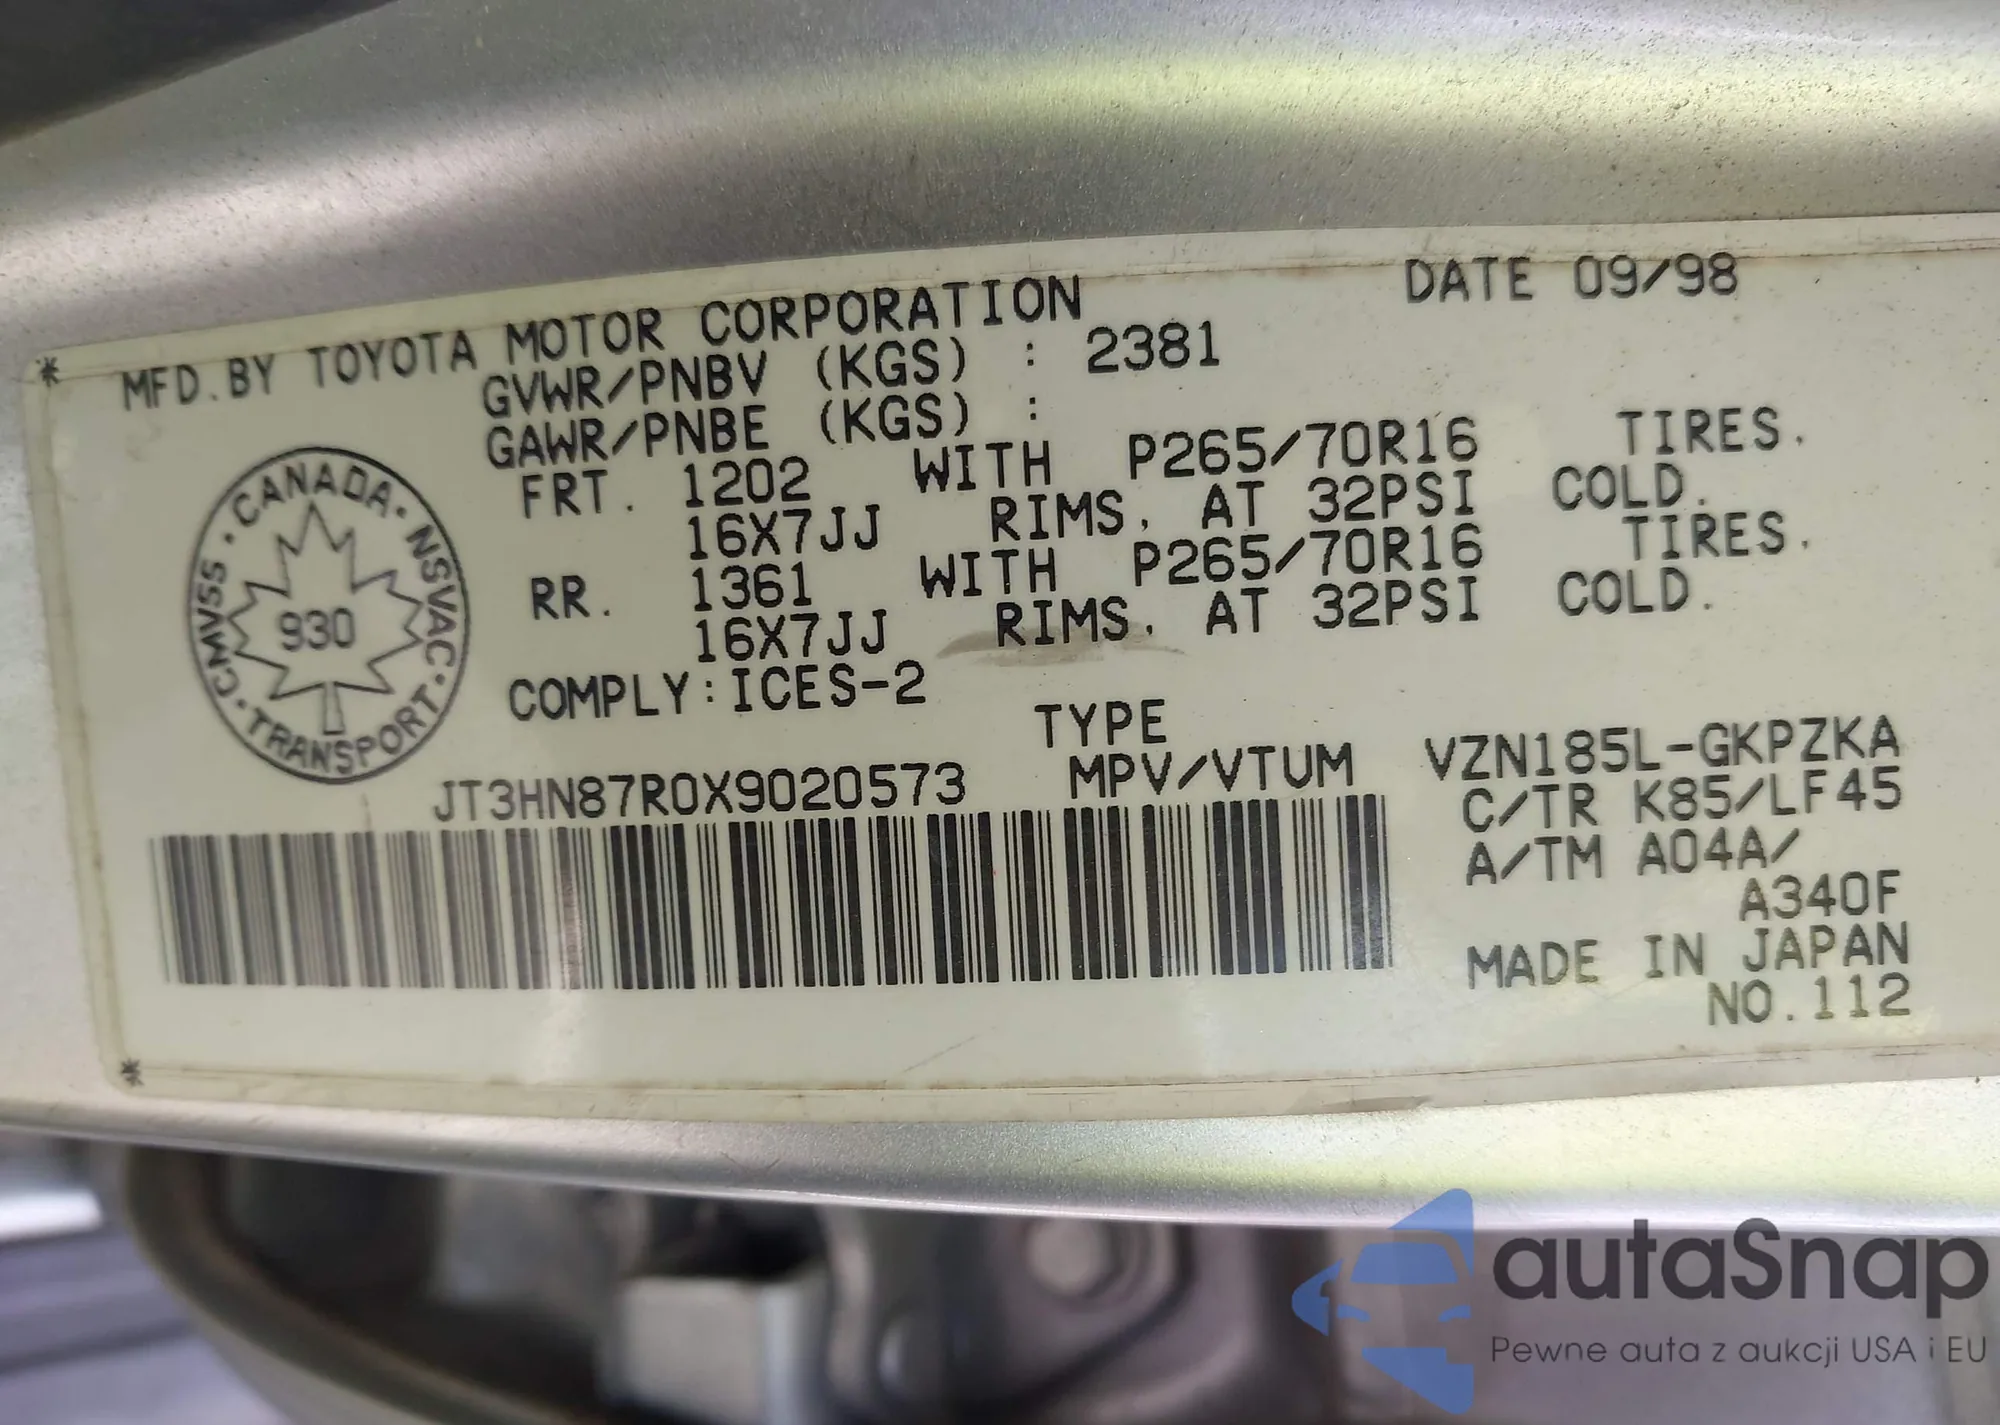 * MFD.BY TOYOTA MOTOR CORPORATION DATE 09/98
GVWR/PNBV (KGS) : 2381
GAWR/PNBE (KGS) :
FRT. 1202 WITH P265/70R16 TIRES.
16X7JJ RIMS. AT 32PSI COLD.
RR. 1361 WITH P265/70R16 TIRES.
16X7JJ RIMS. AT 32PSI COLD.
COMPLY:ICES-2
CANADA · NSVAC · TRANSPORT · CMVSS ·
930
TYPE
JT3HN87R0X9020573 MPV/VTUM VZN185L-GKPZKA
C/TR K85/LF45
A/TM A04A/
A340F
MADE IN JAPAN
NO.112
*
autaSnap
Pewne auta z aukcji USA i EU